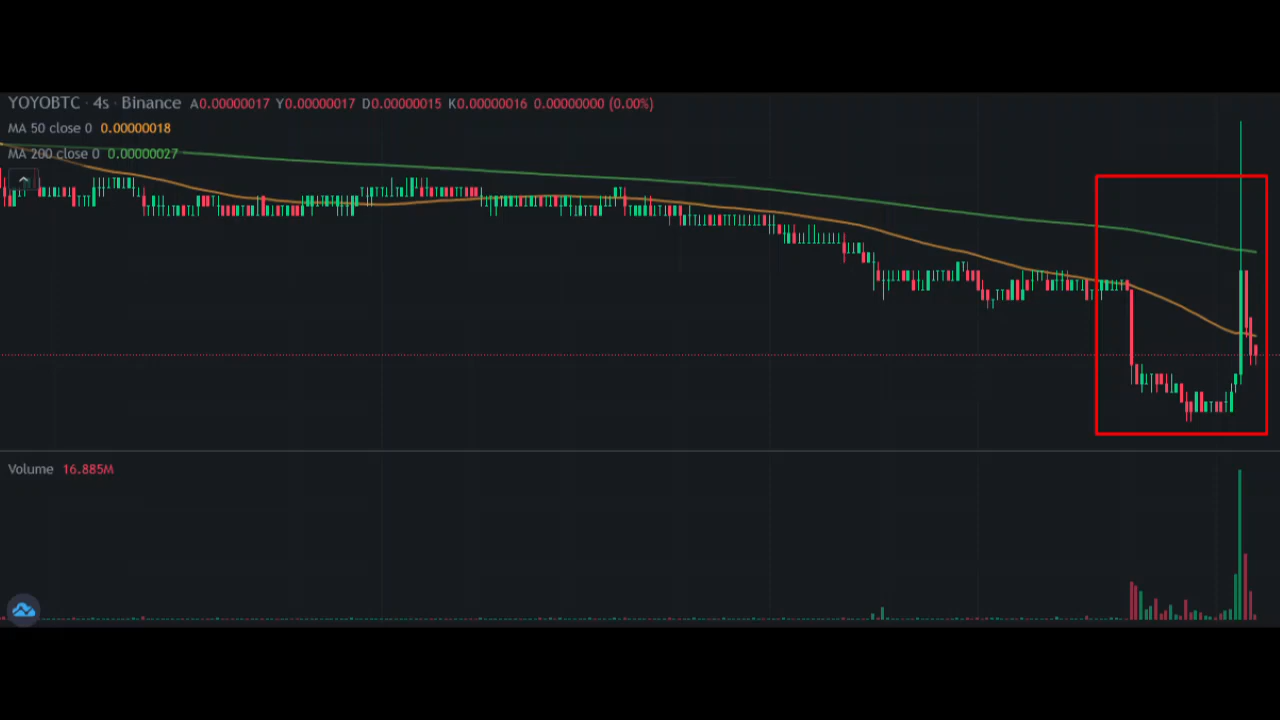 YOYOBTC · 4s · Binance A0.00000017 Y0.00000017 D0.00000015 K0.00000016 0.00000000 (0.00%)
MA 50 close 0 0.00000018
MA 200 close 0 0.00000027
Volume 16.885M